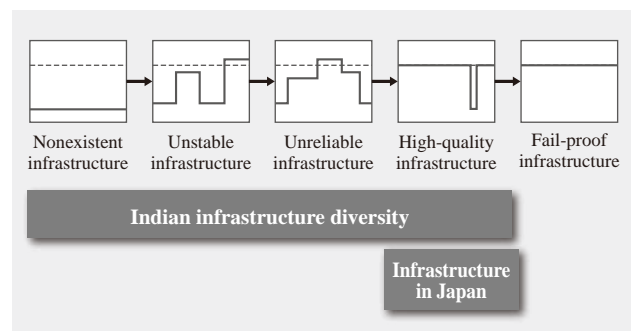 Nonexistent
infrastructure
Unstable
infrastructure
Unreliable
infrastructure
High-quality
infrastructure
Fail-proof
infrastructure
Indian infrastructure diversity
Infrastructure
in Japan